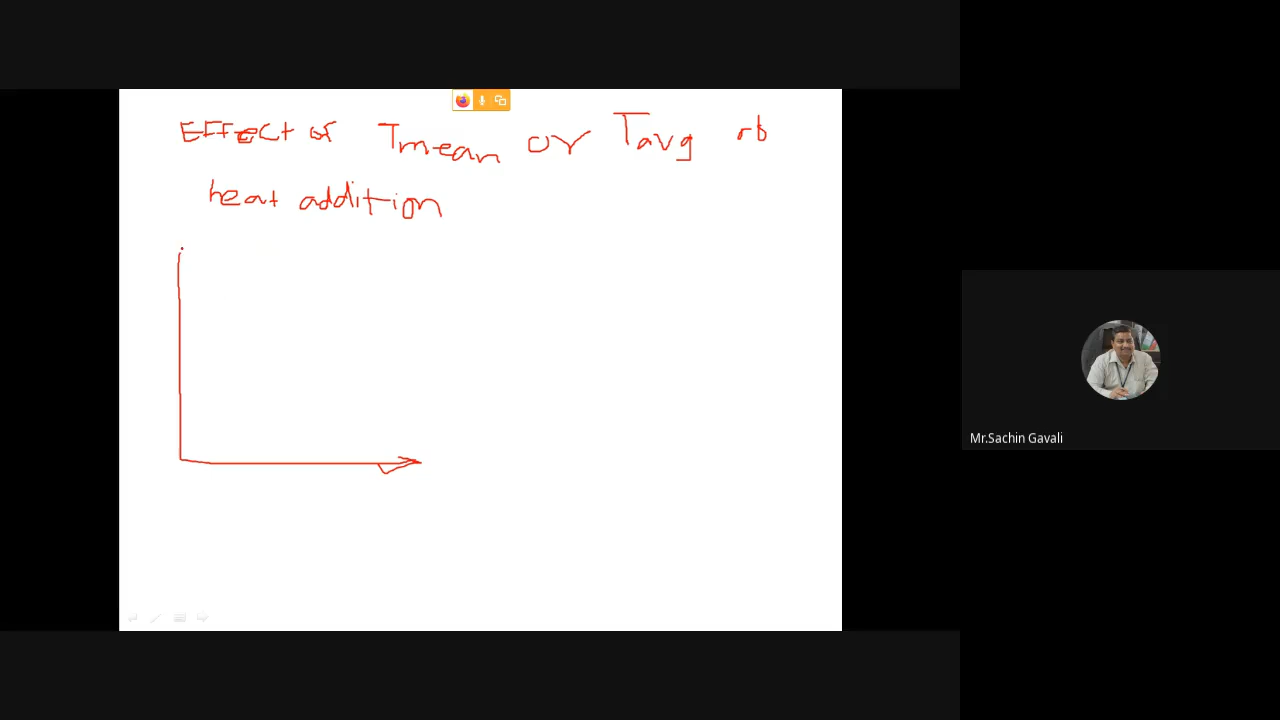 Effect of Tmean or Tavg of
heat addition
Mr.Sachin Gavali